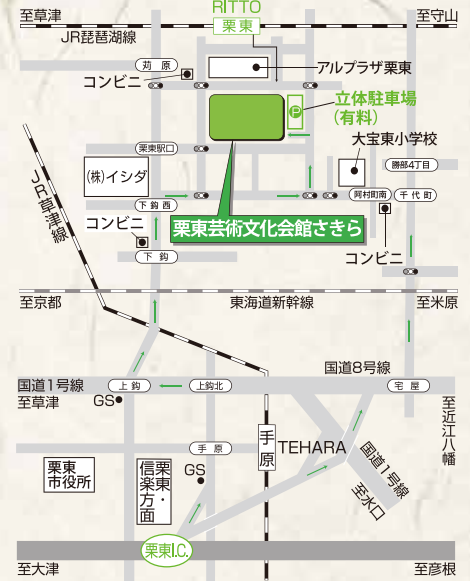 RITTO
至草津
栗東
至守山
JR琵琶湖線
苅原
アルプラザ栗東
コンビニ
P
立体駐車場
(有料)
大宝東小学校
栗東駅口
勝部4丁目
(株)イシダ
阿村町南
千代町
下鈎西
コンビニ
栗東芸術文化会館さきら
コンビニ
下鈎
JR草津線
至京都
東海道新幹線
至米原
国道8号線
国道1号線
上鈎
上鈎北
宅屋
至草津
GS
至近江八幡
手原
TEHARA
手原
国道1号線
至水口
栗東
市役所
栗東・
信楽方面
GS
栗東I.C.
至大津
至彦根